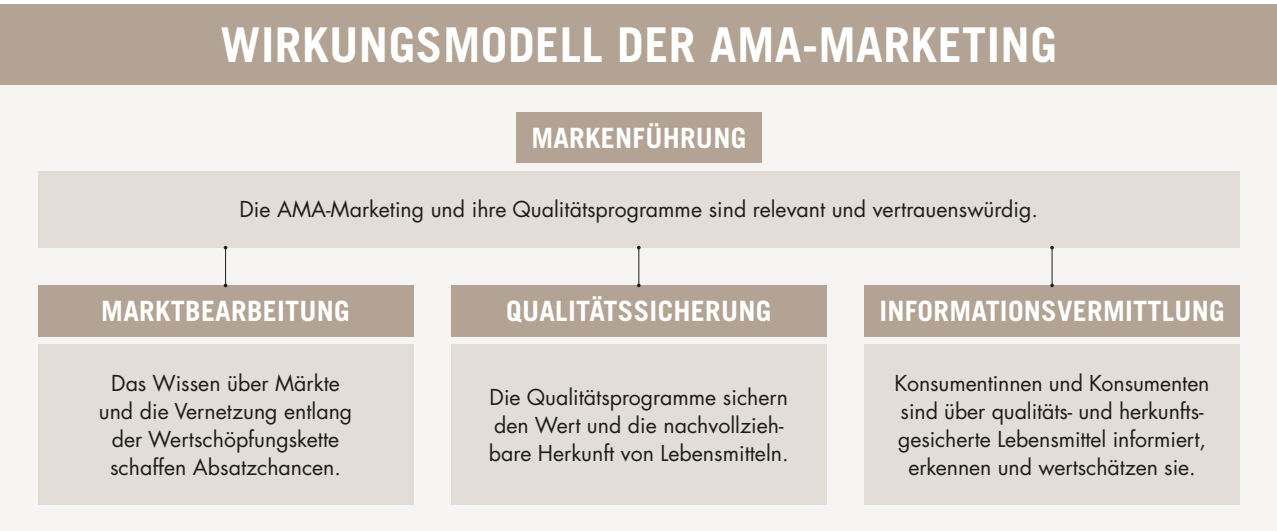 WIRKUNGSMODELL DER AMA-MARKETING
MARKENFÜHRUNG
Die AMA-Marketing und ihre Qualitätsprogramme sind relevant und vertrauenswürdig.
MARKTBEARBEITUNG
Das Wissen über Märkte
und die Vernetzung entlang
der Wertschöpfungskette
schaffen Absatzchancen.
QUALITÄTSSICHERUNG
Die Qualitätsprogramme sichern
den Wert und die nachvollzieh-
bare Herkunft von Lebensmitteln.
INFORMATIONSVERMITTLUNG
Konsumentinnen und Konsumenten
sind über qualitäts- und herkunfts-
gesicherte Lebensmittel informiert,
erkennen und wertschätzen sie.